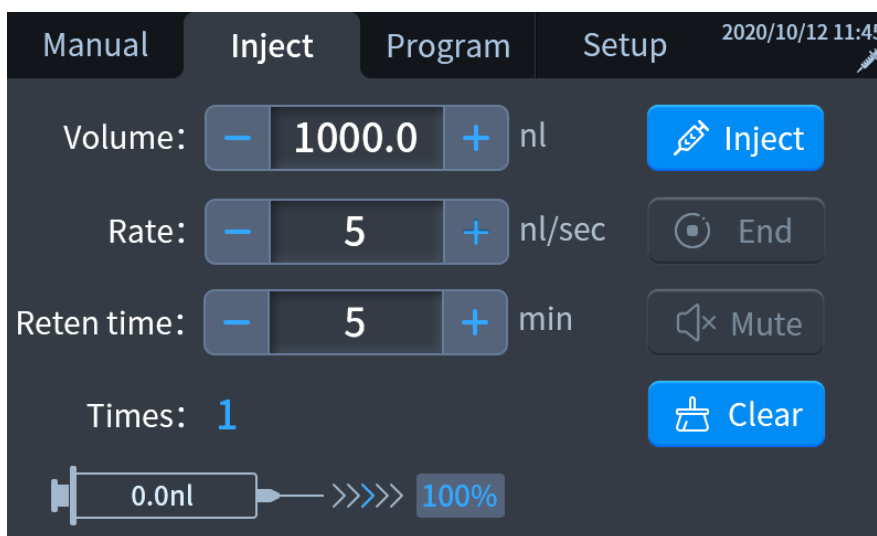 Manual Inject Program Setup 2020/10/12 11:45
Volume: − 1000.0 + nl Inject
Rate: − 5 + nl/sec End
Reten time: − 5 + min Mute
Times: 1 Clear
0.0nl 100%